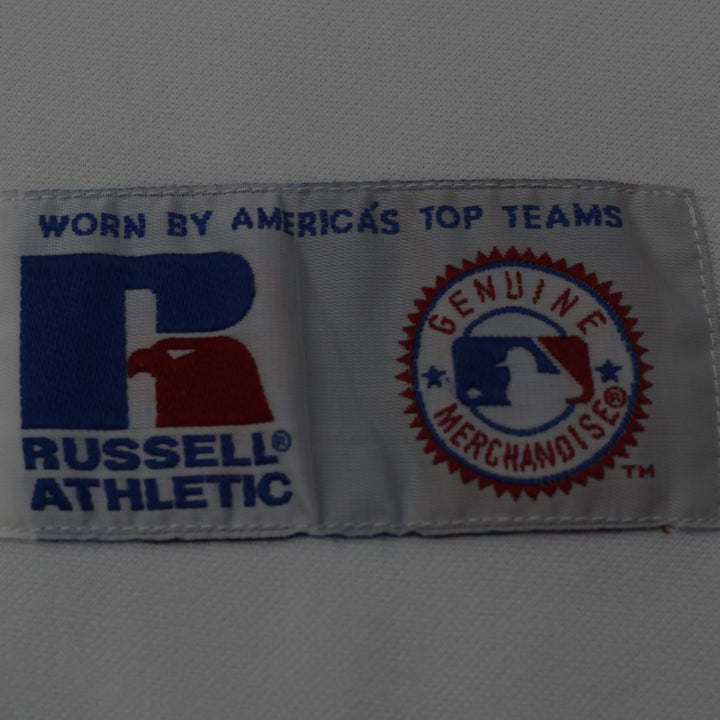 WORN BY AMERICA'S TOP TEAMS
RUSSELL®
ATHLETIC
GENUINE
MERCHANDISE®
TM